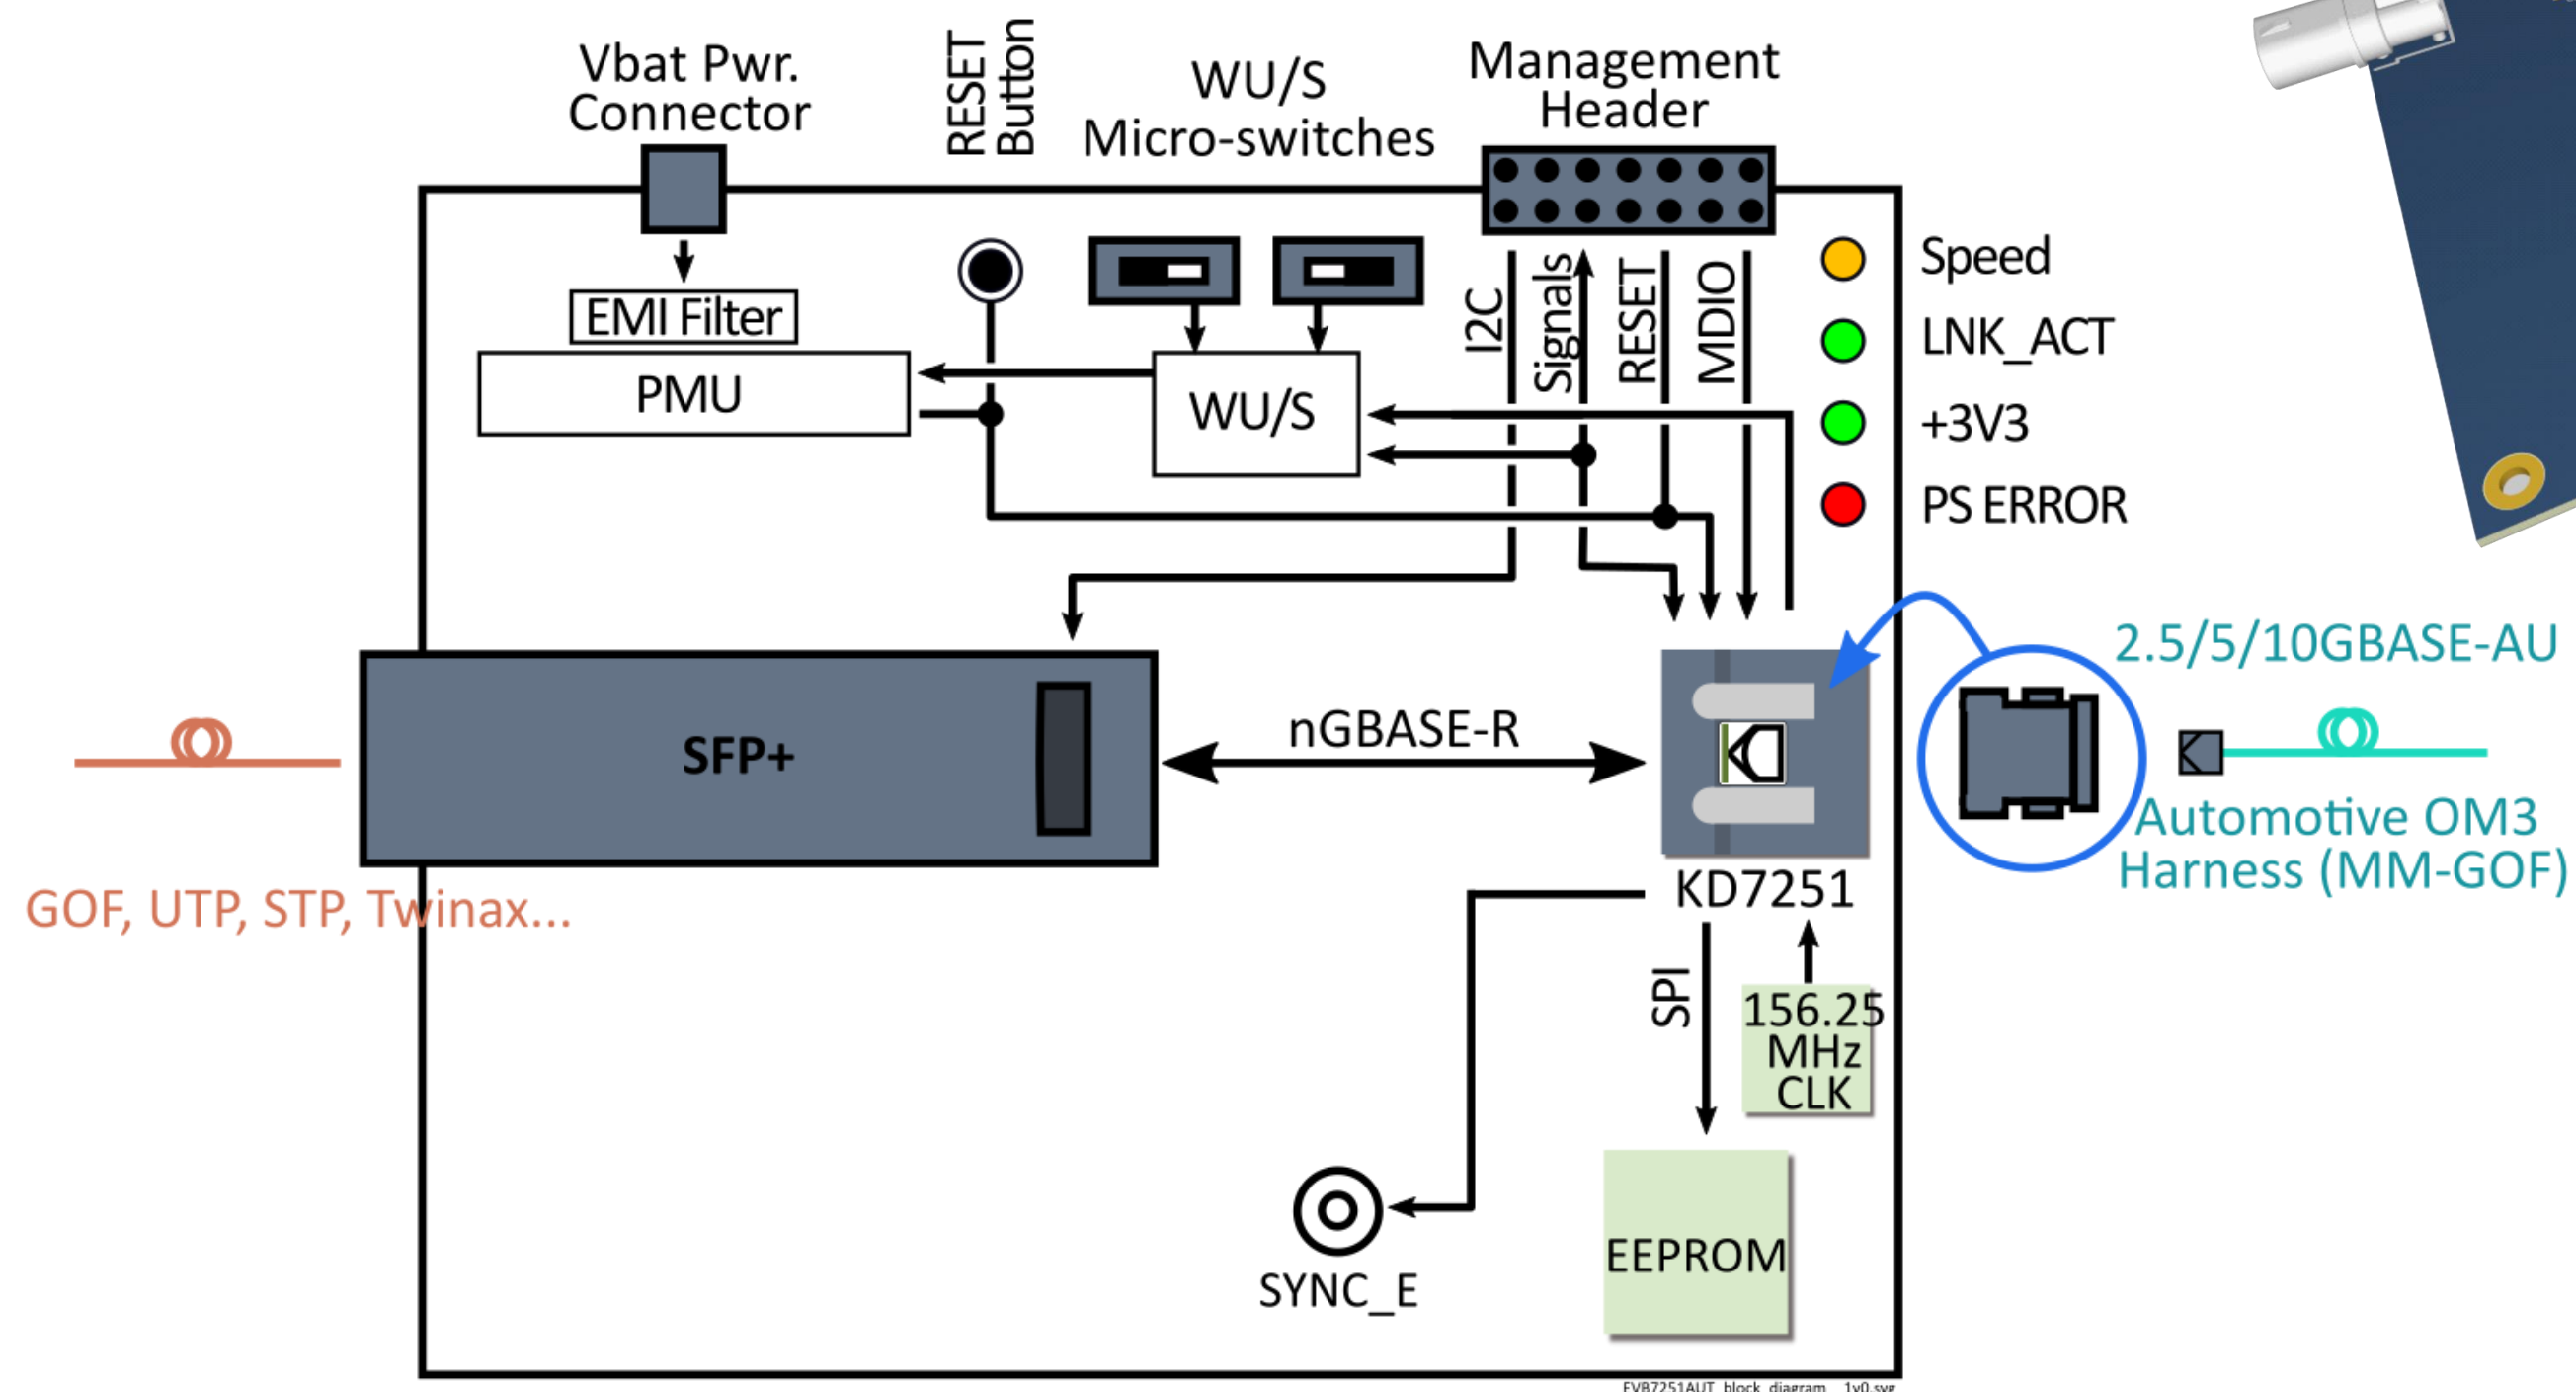 Vbat Pwr.
Connector
RESET
Button
WU/S
Micro-switches
Management
Header
EMI Filter
PMU
WU/S
I2C
Signals
RESET
MDIO
Speed
LNK_ACT
+3V3
PS ERROR
SFP+
nGBASE-R
GOF, UTP, STP, Twinax...
KD7251
2.5/5/10GBASE-AU
Automotive OM3
Harness (MM-GOF)
SPI
156.25
MHz
CLK
SYNC_E
EEPROM
EVB7251AUT_block_diagram__1v0.svg